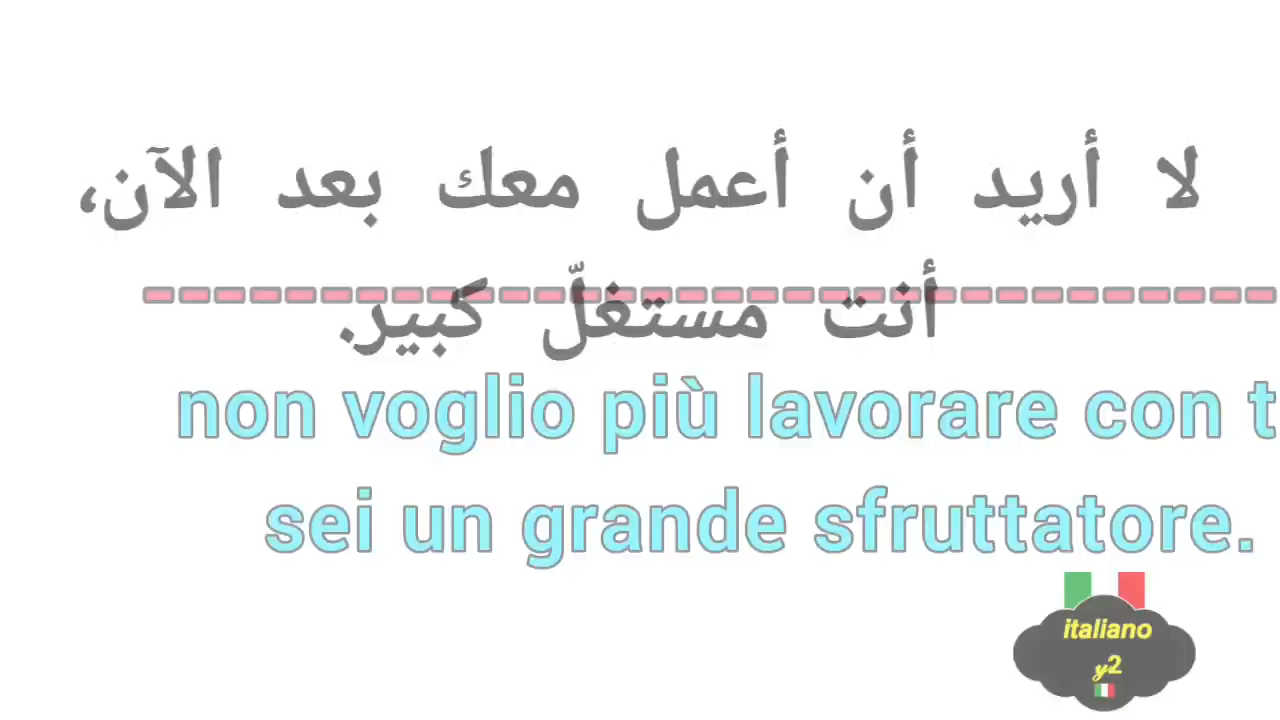 لا أريد أن أعمل معك بعد الآن،
أنت مستغلّ كبير.
non voglio più lavorare con
sei un grande sfruttatore.
italiano
y2